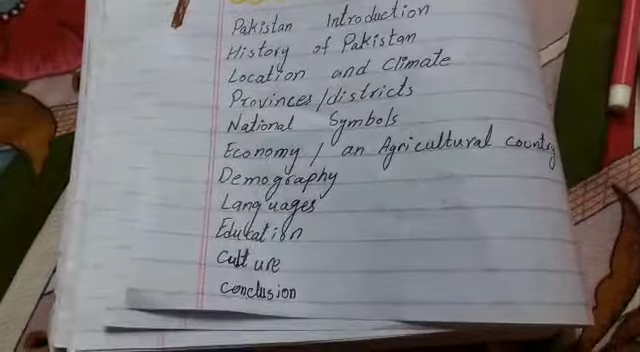 Pakistan Introduction
History of Pakistan
Location and Climate
Provinces/districts
National Symbols
Economy / an Agricultural country
Demography
Languages
Education
Culture
Conclusion